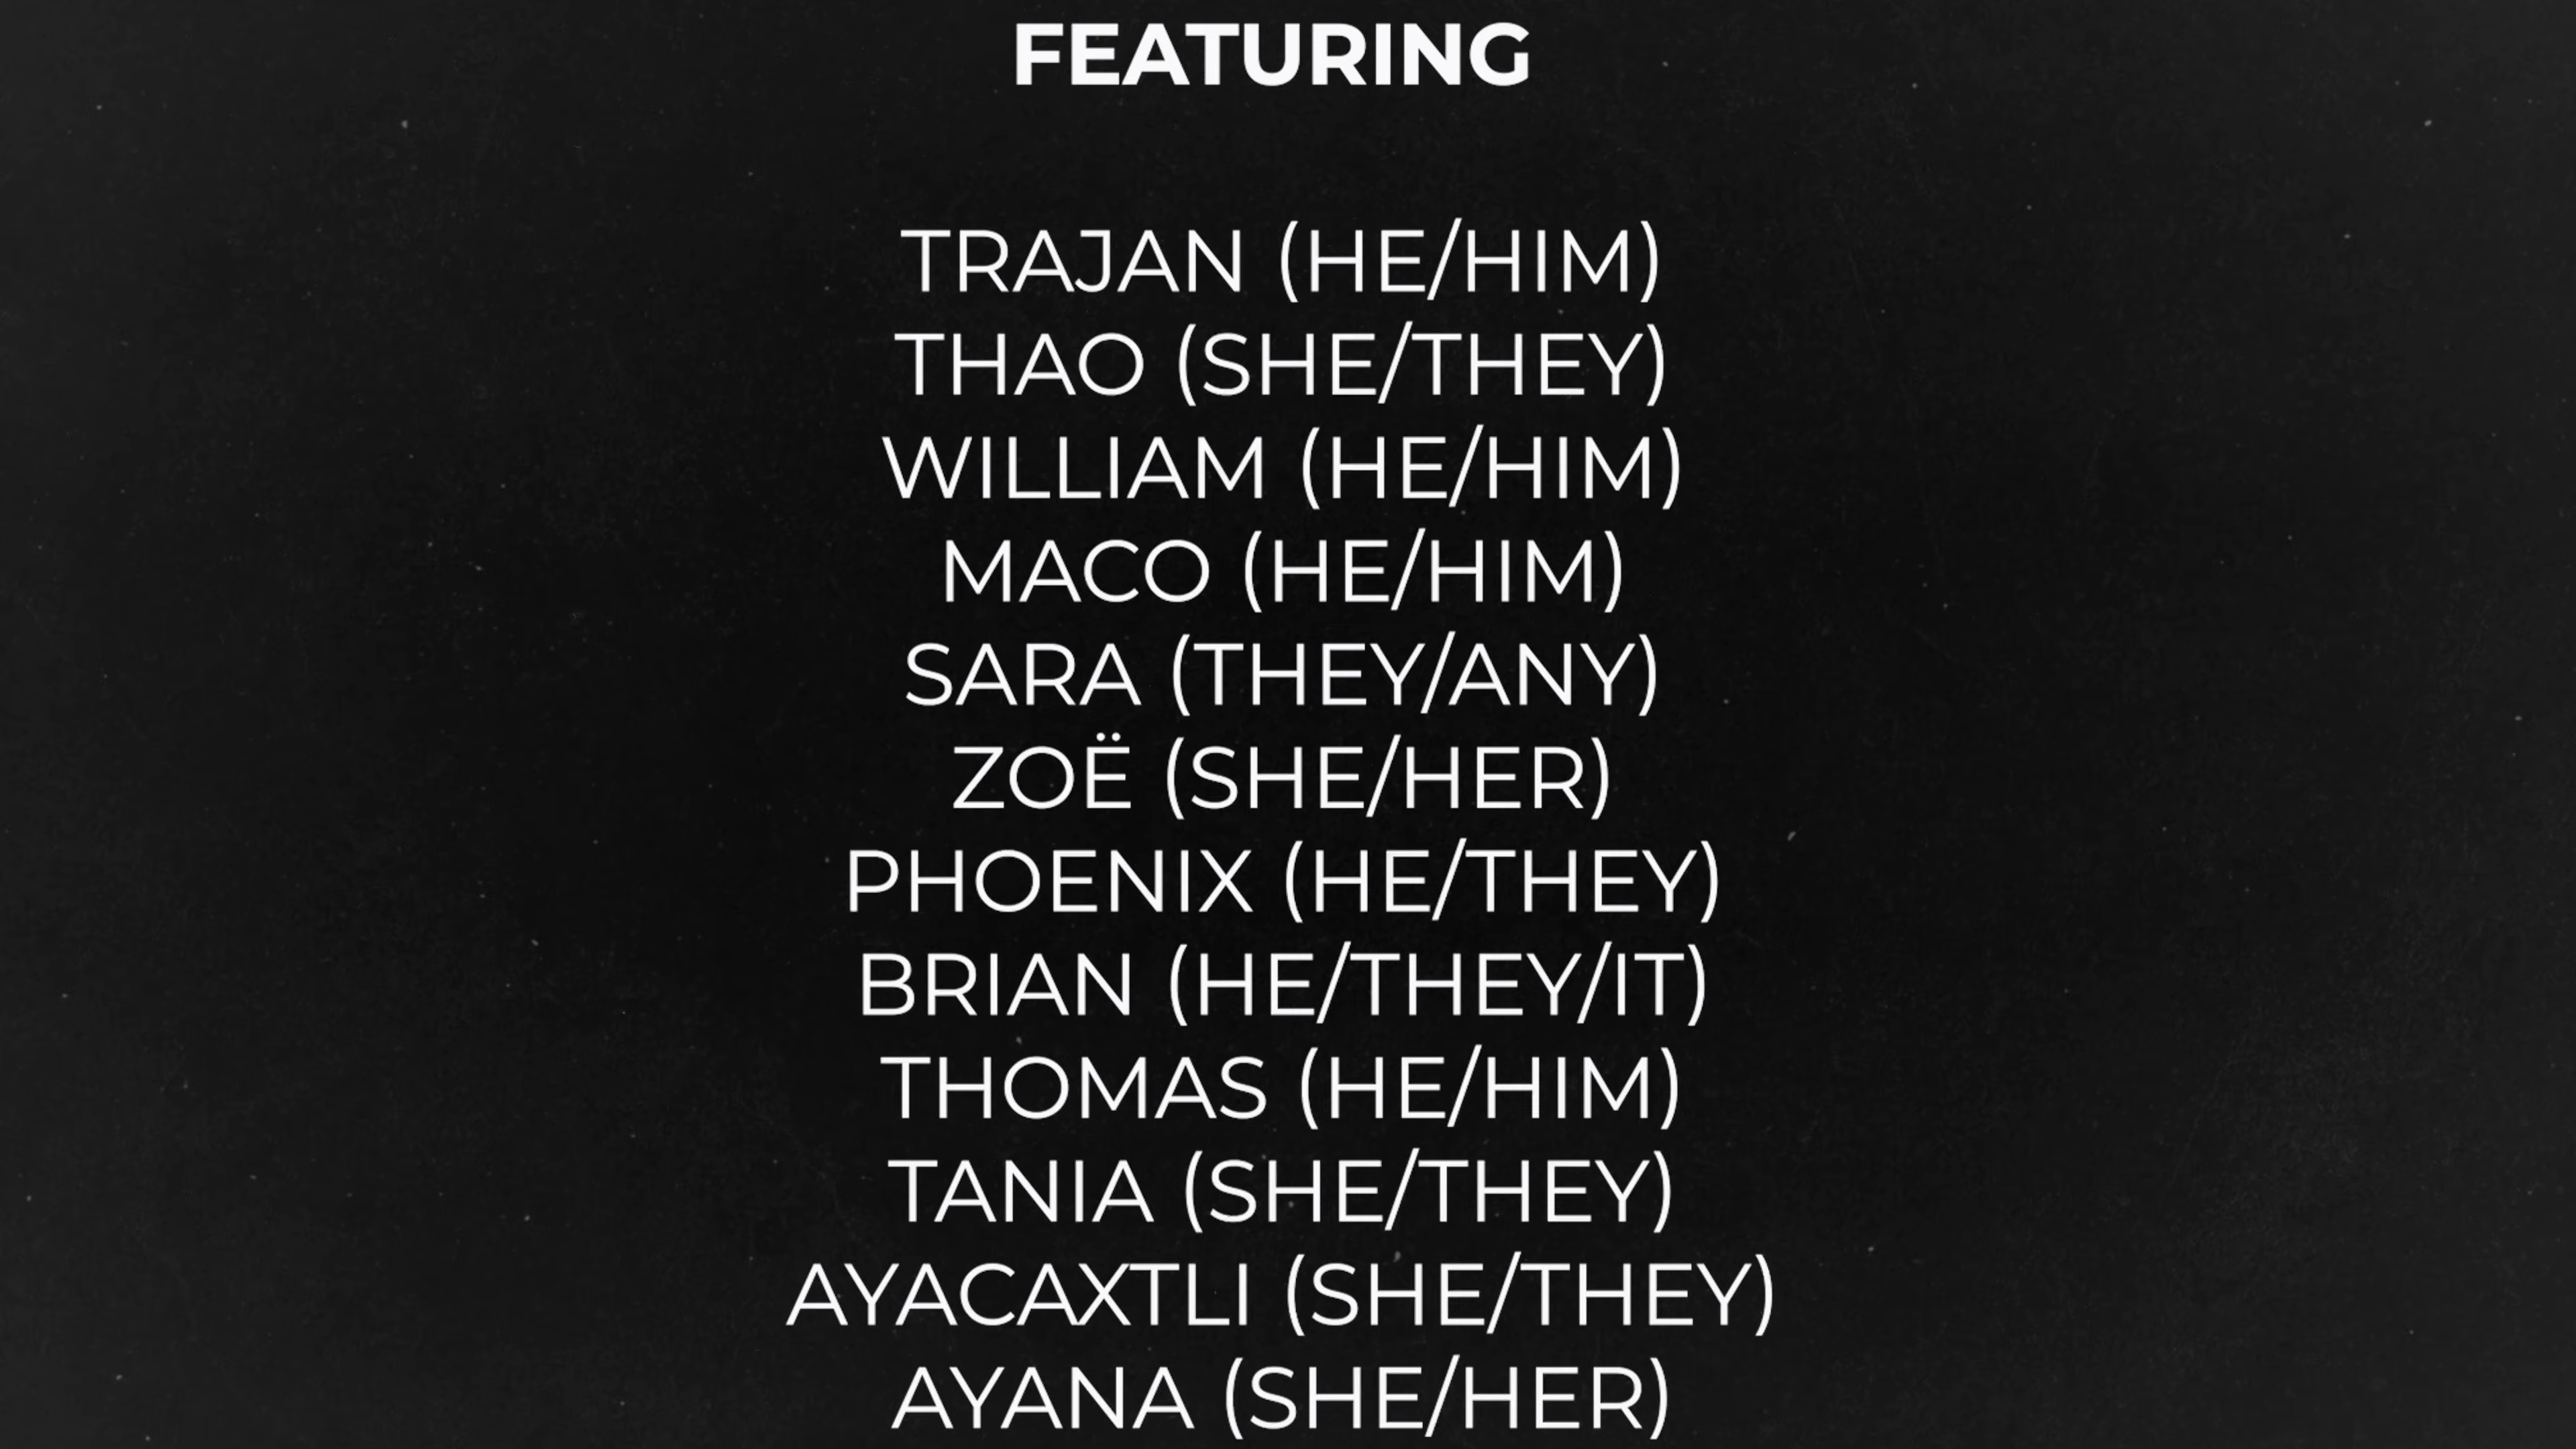 FEATURING
TRAJAN (HE/HIM)
THAO (SHE/THEY)
WILLIAM (HE/HIM)
MACO (HE/HIM)
SARA (THEY/ANY)
ZOË (SHE/HER)
PHOENIX (HE/THEY)
BRIAN (HE/THEY/IT)
THOMAS (HE/HIM)
TANIA (SHE/THEY)
AYACAXTLI (SHE/THEY)
AYANA (SHE/HER)